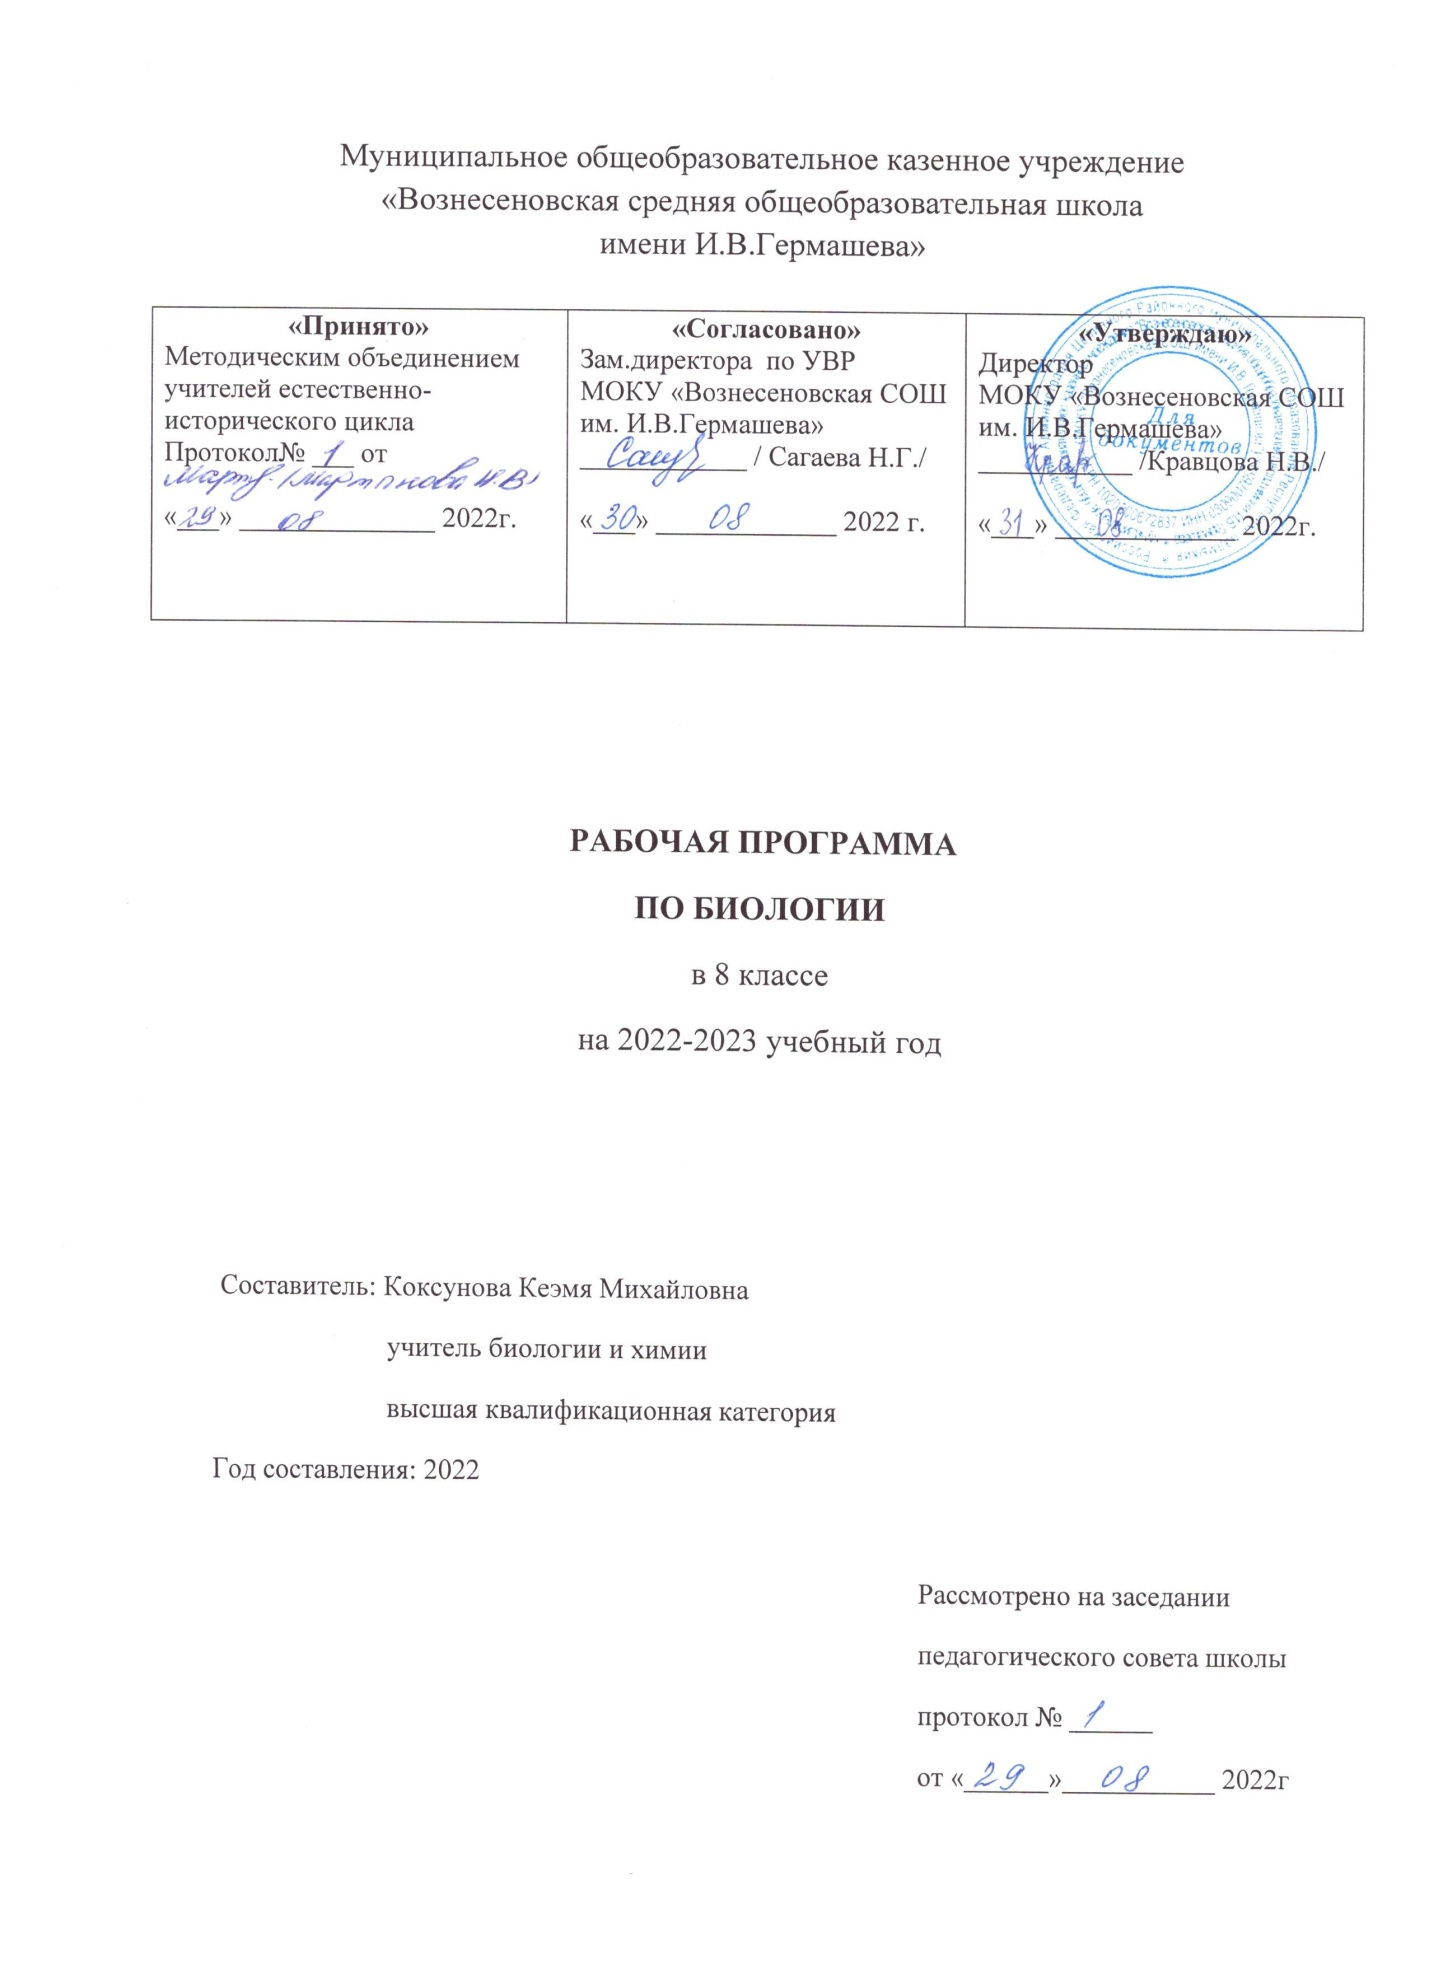 Муниципальное общеобразовательное казенное учреждение
«Вознесеновская средняя общеобразовательная школа
имени И.В.Гермашева»
«Принято»
Методическим объединением
учителей естественно-
исторического цикла
Протокол№ 1 от
Мартанова Н.В.
«29» 08 2022г.
«Согласовано»
Зам.директора по УВР
МОКУ «Вознесеновская СОШ
им. И.В.Гермашева»
/ Сагаева Н.Г./
«30» 08 2022 г.
«Утверждаю»
Директор
МОКУ «Вознесеновская СОШ
им. И.В.Гермашева»
/Кравцова Н.В./
«31» 08 2022г.
Для
документов
РАБОЧАЯ ПРОГРАММА
ПО БИОЛОГИИ
в 8 классе
на 2022-2023 учебный год
Составитель: Коксунова Кеэмя Михайловна
учитель биологии и химии
высшая квалификационная категория
Год составления: 2022
Рассмотрено на заседании
педагогического совета школы
протокол № 1
от «29» 08 2022г